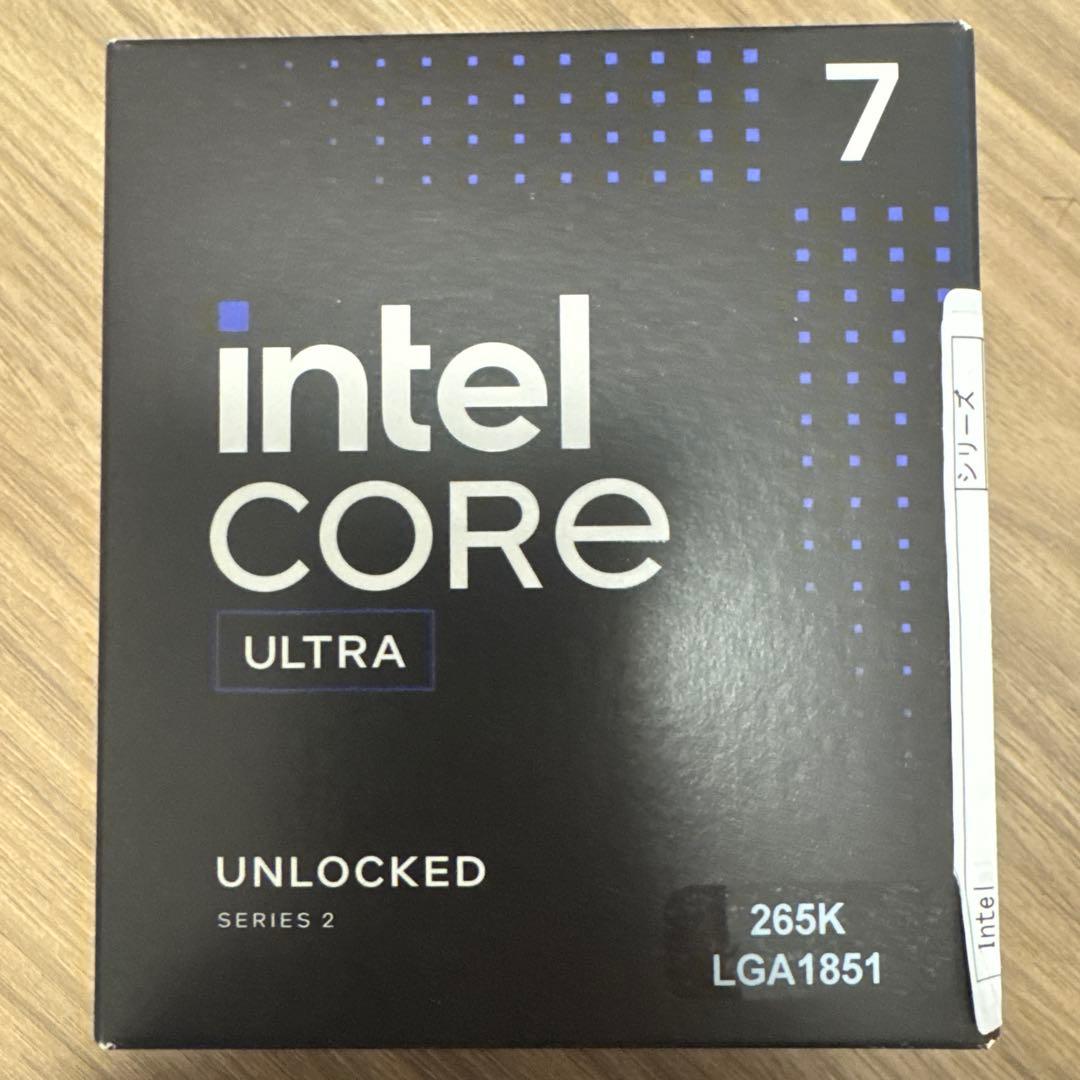 7
intel
CORE
ULTRA
UNLOCKED
SERIES 2
265K
LGA1851
シリーズ
Intel